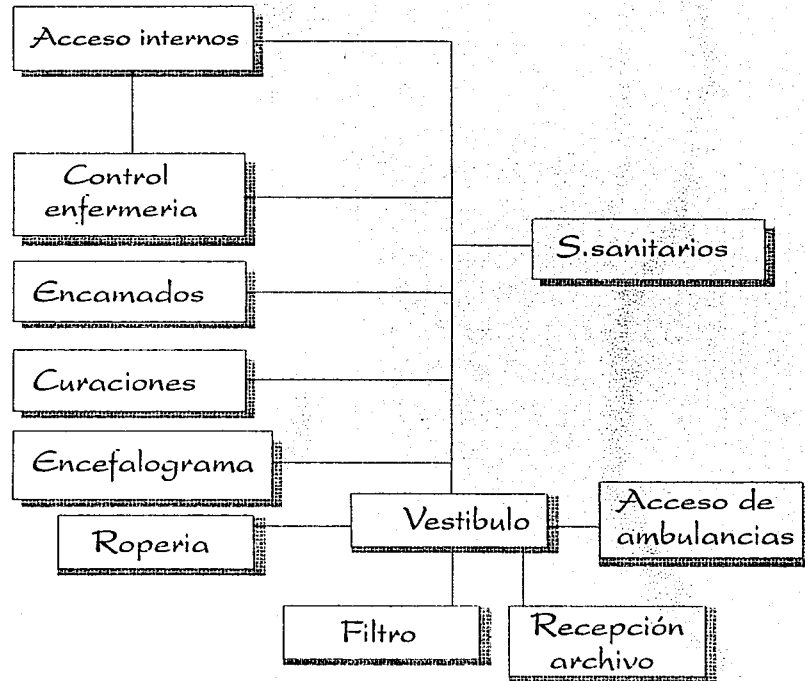 Acceso internos
Control
enfermeria
S.sanitarios
Encamados
Curaciones
Encefalograma
Vestibulo
Acceso de
ambulancias
Roperia
Filtro
Recepción
archivo